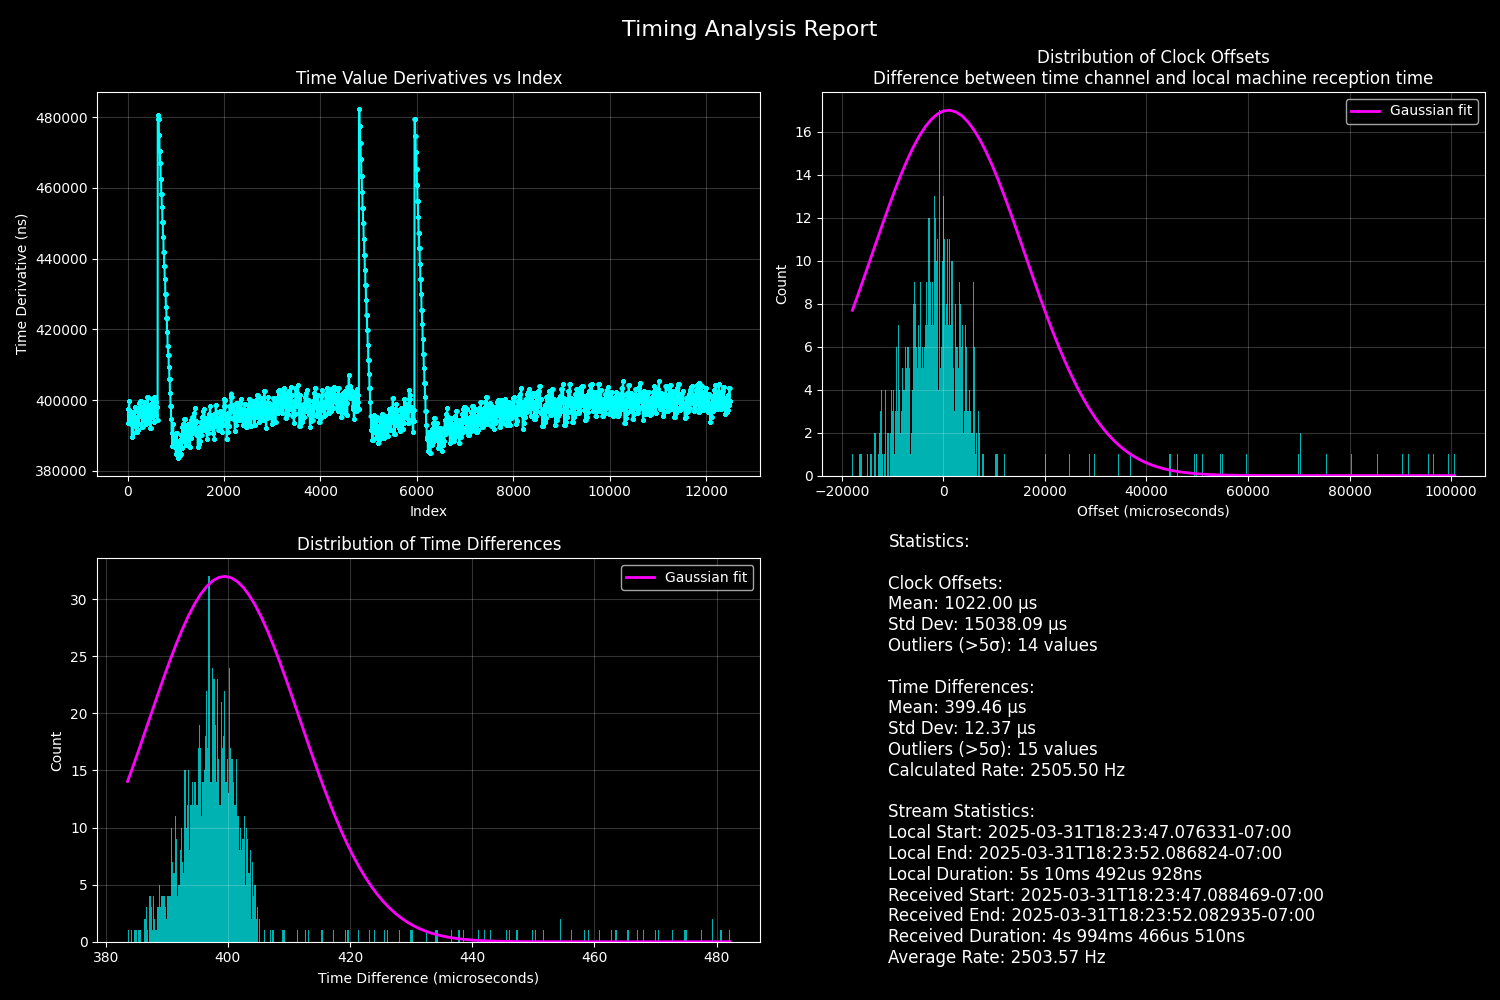 Timing Analysis Report
Time Value Derivatives vs Index
480000
460000
440000
420000
400000
380000
Time Derivative (ns)
0
2000
4000
6000
8000
10000
12000
Index
Distribution of Clock Offsets
Difference between time channel and local machine reception time
Gaussian fit
16
14
12
10
8
6
4
2
0
Count
−20000
0
20000
40000
60000
80000
100000
Offset (microseconds)
Distribution of Time Differences
Gaussian fit
30
25
20
15
10
5
0
Count
380
400
420
440
460
480
Time Difference (microseconds)
Statistics:
Clock Offsets:
Mean: 1022.00 µs
Std Dev: 15038.09 µs
Outliers (>5σ): 14 values
Time Differences:
Mean: 399.46 µs
Std Dev: 12.37 µs
Outliers (>5σ): 15 values
Calculated Rate: 2505.50 Hz
Stream Statistics:
Local Start: 2025-03-31T18:23:47.076331-07:00
Local End: 2025-03-31T18:23:52.086824-07:00
Local Duration: 5s 10ms 492us 928ns
Received Start: 2025-03-31T18:23:47.088469-07:00
Received End: 2025-03-31T18:23:52.082935-07:00
Received Duration: 4s 994ms 466us 510ns
Average Rate: 2503.57 Hz